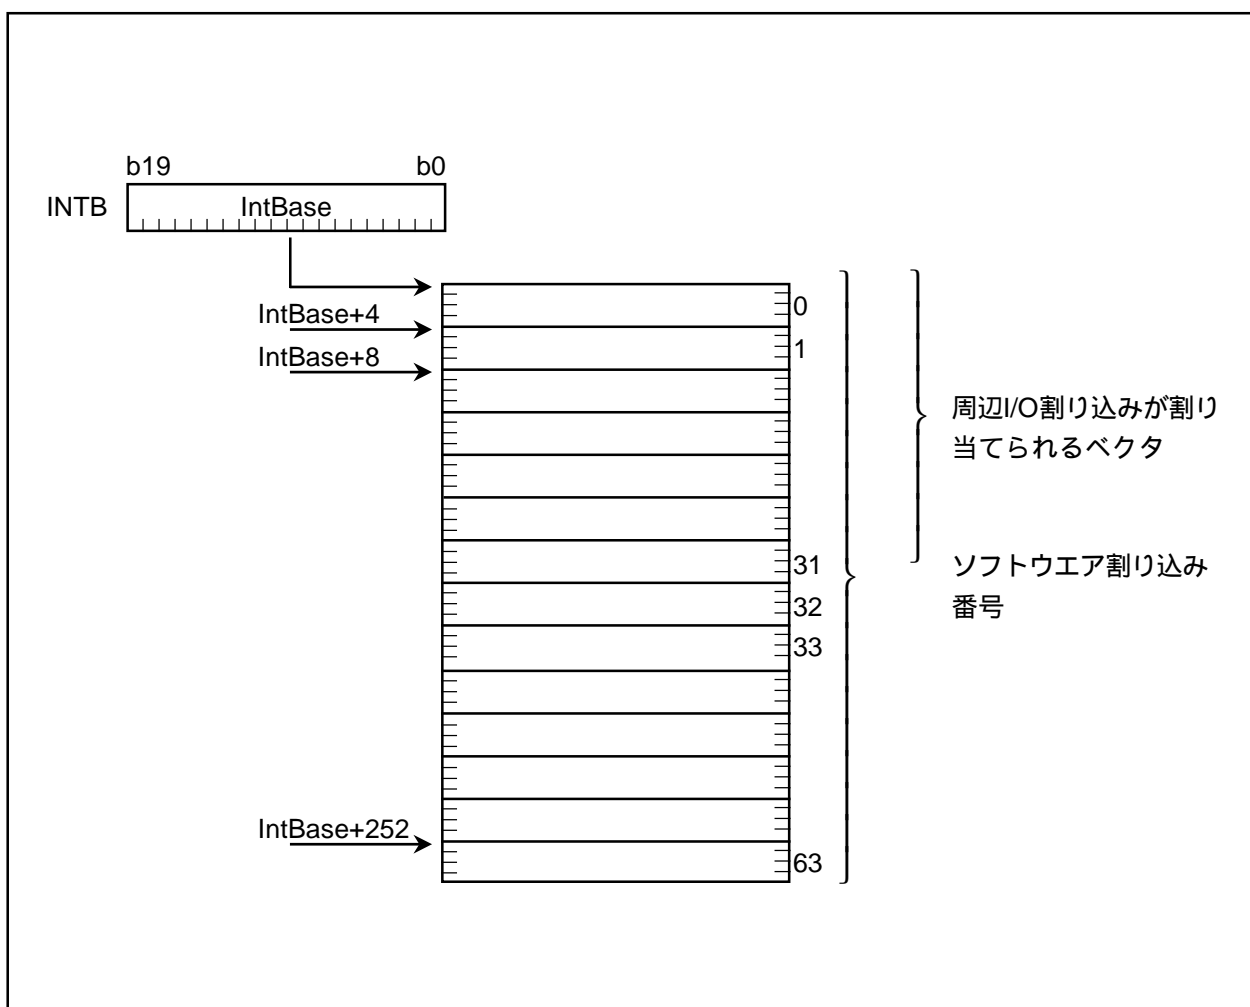 b19 b0
INTB IntBase
0
IntBase+4
1
IntBase+8
周辺I/O割り込みが割り
当てられるベクタ
31
ソフトウエア割り込み
32
番号
33
IntBase+252
63